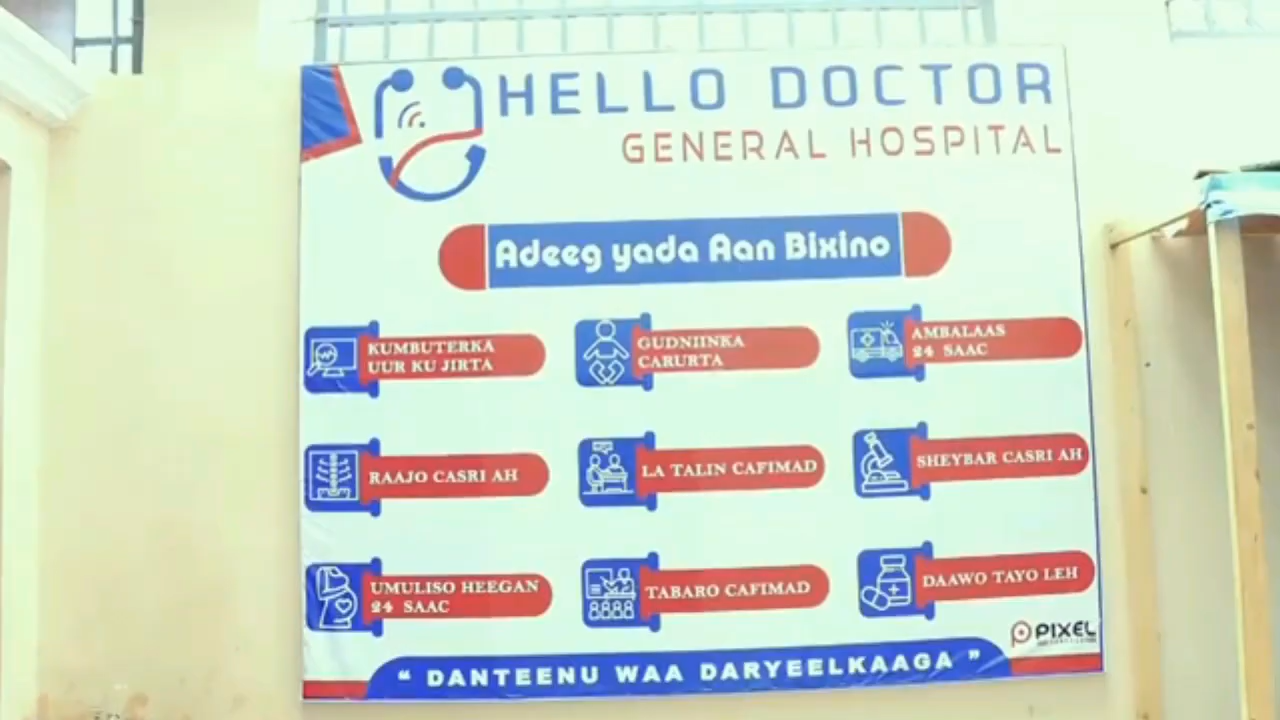 HELLO DOCTOR
GENERAL HOSPITAL
Adeeg yada Aan Bixino
KUMBUTERKA
UUR KU JIRTA
GUDNIINKA
CARURTA
AMBALAAS
24 SAAC
RAAJO CASRI AH
LA TALIN CAFIMAD
SHEYBAR CASRI AH
UMULISO HEEGAN
24 SAAC
TABARO CAFIMAD
DAAWO TAYO LEH
PIXEL
“ DANTEENU WAA DARYEELKAAGA ”